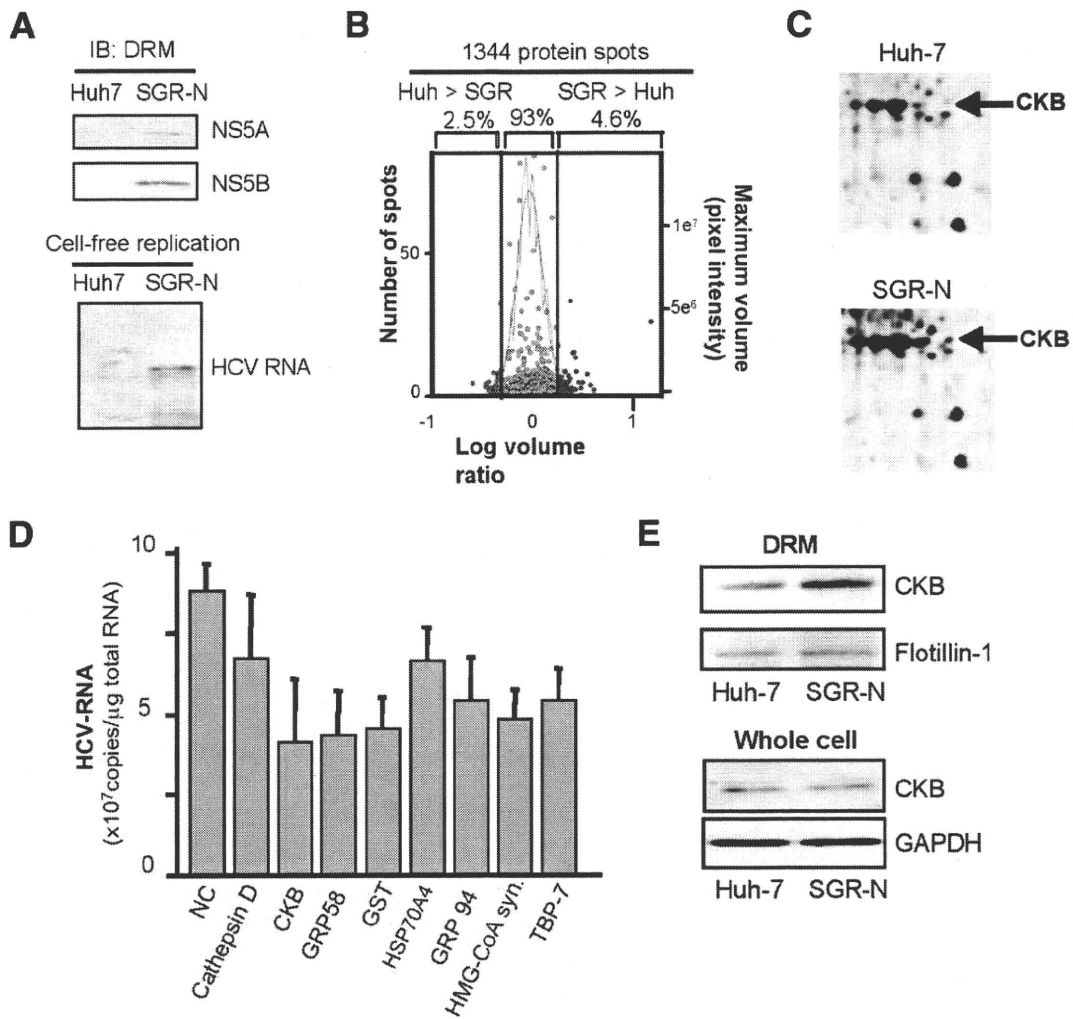 A
IB: DRM
Huh7 SGR-N
NS5A
NS5B
Cell-free replication
Huh7 SGR-N
HCV RNA
B
1344 protein spots
Huh > SGR SGR > Huh
2.5% 93% 4.6%
Number of spots
50
0
Maximum volume
(pixel intensity)
1e7
5e6
-1 0 1
Log volume
ratio
C
Huh-7
CKB
SGR-N
CKB
D
HCV-RNA
(x10⁷copies/μg total RNA)
10
5
0
NC
Cathepsin D
CKB
GRP58
GST
HSP70A4
GRP 94
HMG-CoA syn.
TBP-7
E
DRM
CKB
Flotillin-1
Huh-7 SGR-N
Whole cell
CKB
GAPDH
Huh-7 SGR-N